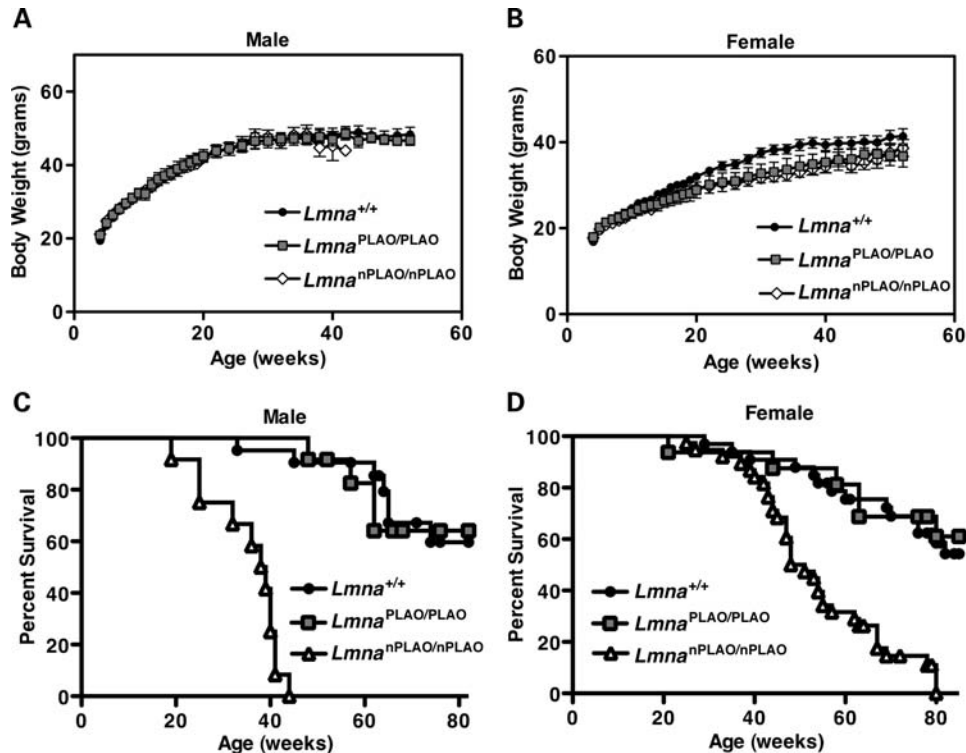 A
Male
Body Weight (grams)
60
40
20
0
Lmna+/+
LmnaPLAO/PLAO
LmnanPLAO/nPLAO
0 20 40 60
Age (weeks)
B
Female
Body Weight (grams)
60
40
20
0
Lmna+/+
LmnaPLAO/PLAO
LmnanPLAO/nPLAO
0 20 40 60
Age (weeks)
C
Male
Percent Survival
100
80
60
40
20
0
Lmna+/+
LmnaPLAO/PLAO
LmnanPLAO/nPLAO
0 20 40 60 80
Age (weeks)
D
Female
Percent Survival
100
80
60
40
20
0
Lmna+/+
LmnaPLAO/PLAO
LmnanPLAO/nPLAO
0 20 40 60 80
Age (weeks)